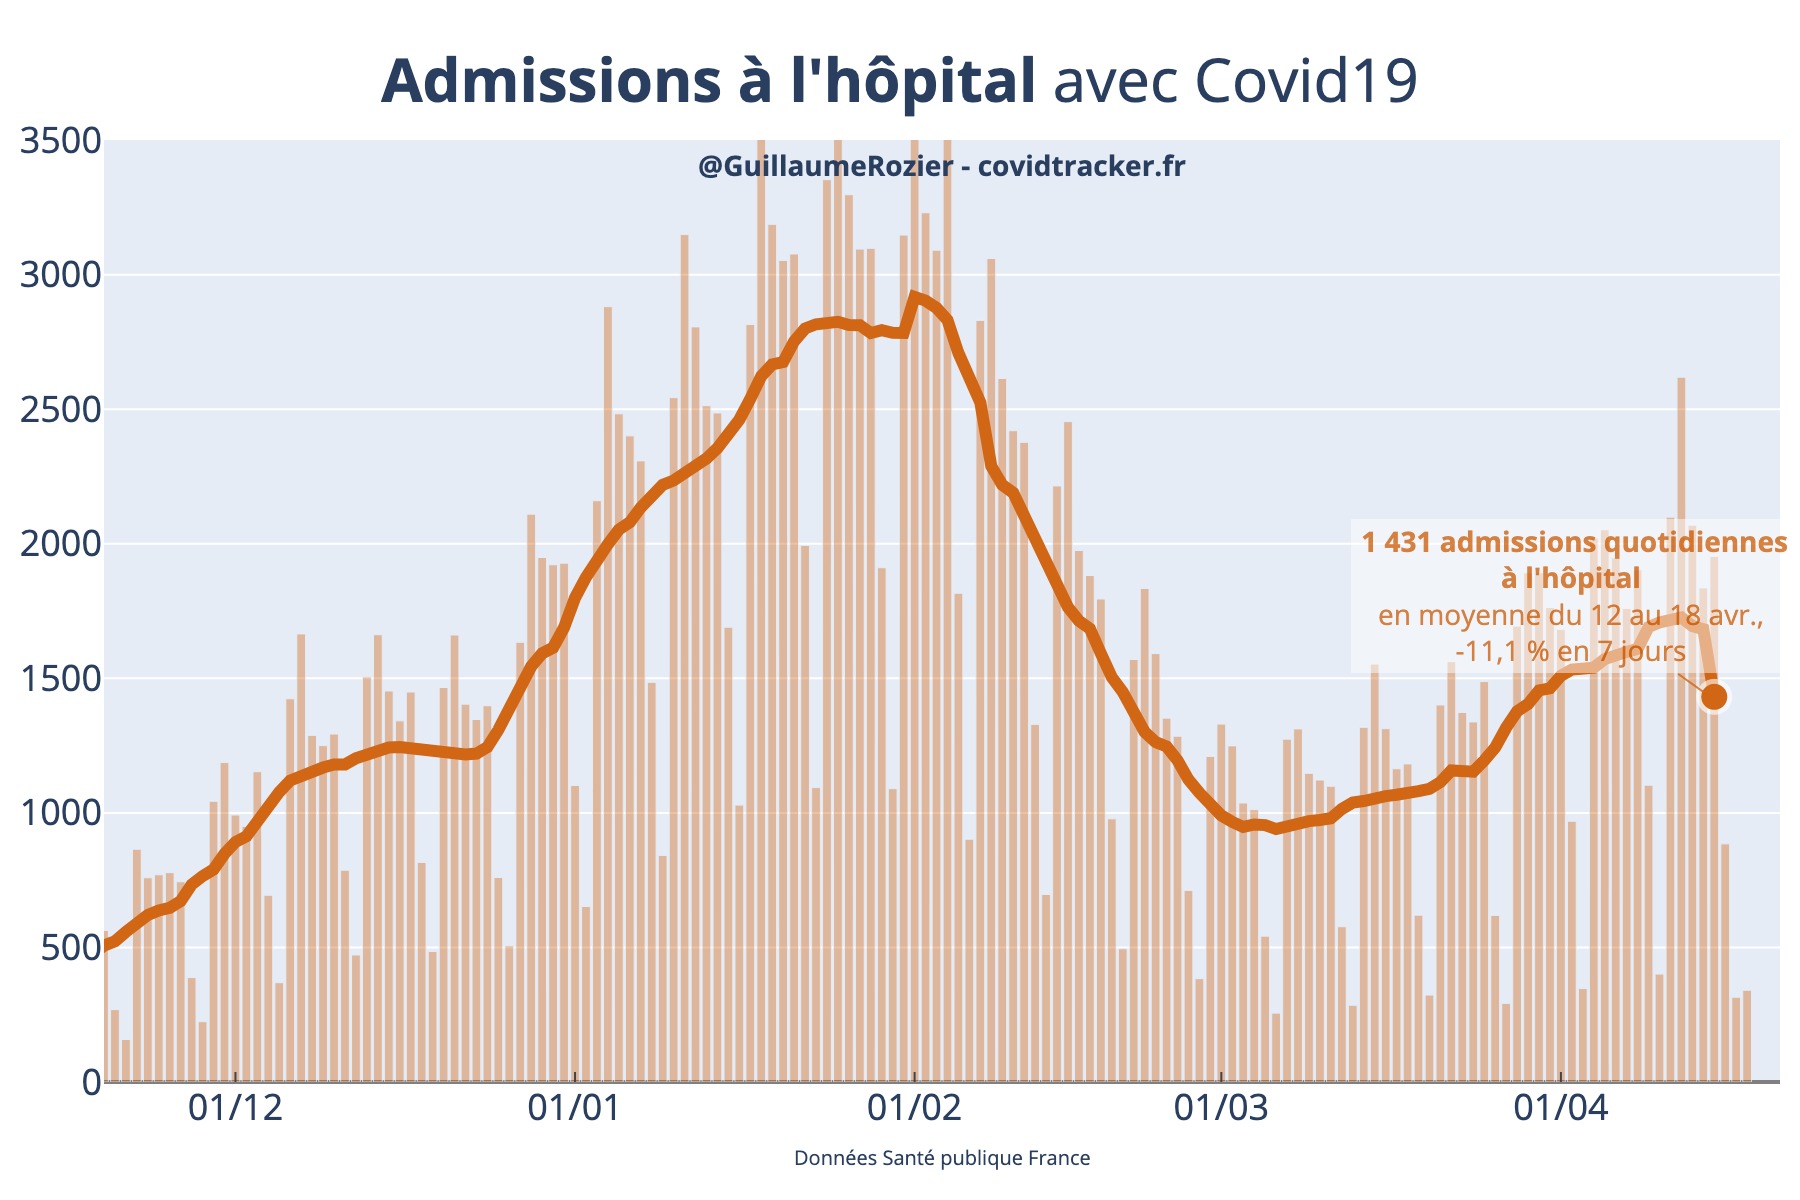 Admissions à l'hôpital avec Covid19
@GuillaumeRozier - covidtracker.fr
3500
3000
2500
2000
1500
1000
500
0
1 431 admissions quotidiennes
à l'hôpital
en moyenne du 12 au 18 avr.,
-11,1 % en 7 jours
01/12 01/01 01/02 01/03 01/04
Données Santé publique France